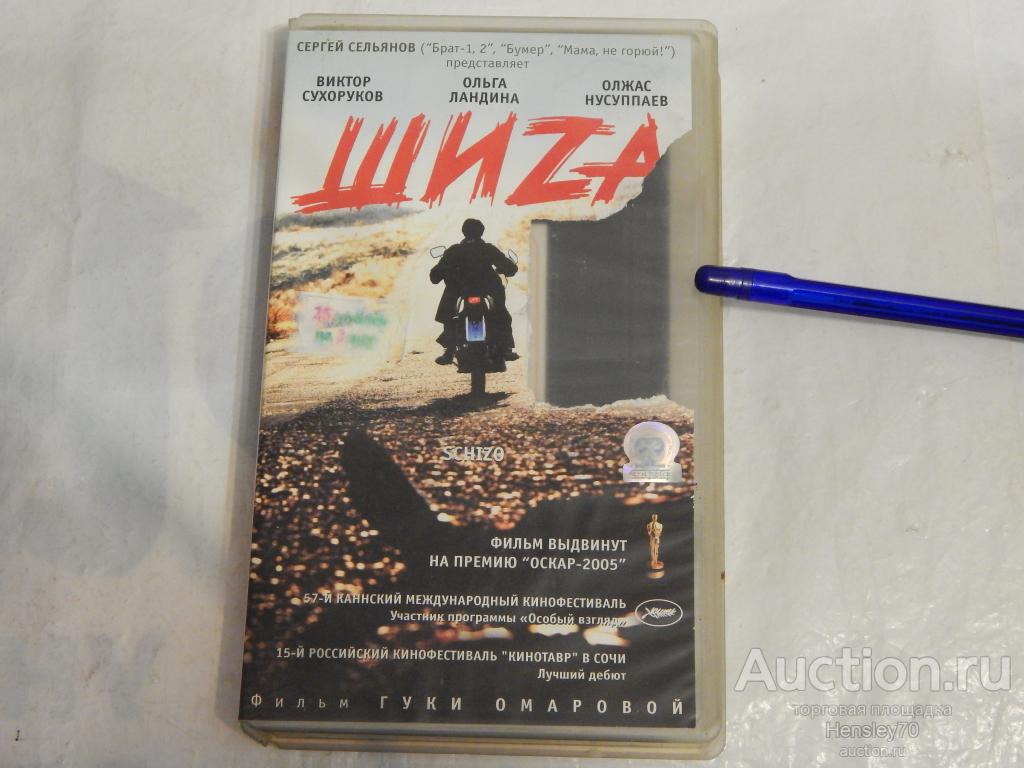 СЕРГЕЙ СЕЛЬЯНОВ ("Брат-1, 2", "Бумер", "Мама, не горюй!")
представляет
ВИКТОР СУХОРУКОВ
ОЛЬГА ЛАНДИНА
ОЛЖАС НУСУППАЕВ
ШИZА
SCHIZO
ФИЛЬМ ВЫДВИНУТ
НА ПРЕМИЮ "ОСКАР-2005"
57-Й КАННСКИЙ МЕЖДУНАРОДНЫЙ КИНОФЕСТИВАЛЬ
Участник программы «Особый взгляд»
15-Й РОССИЙСКИЙ КИНОФЕСТИВАЛЬ "КИНОТАВР" В СОЧИ
Лучший дебют
Фильм ГУКИ ОМАРОВОЙ
Auction.ru
торговая площадка
Hensley70
auction.ru